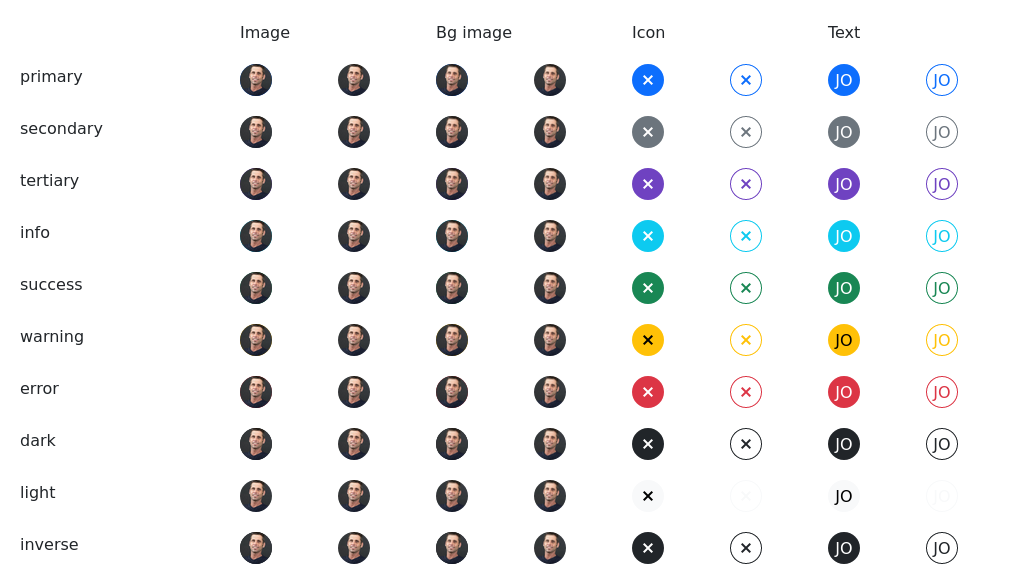 Image Bg image Icon Text
primary JO JO
secondary JO JO
tertiary JO JO
info JO JO
success JO JO
warning JO JO
error JO JO
dark JO JO
light JO JO
inverse JO JO